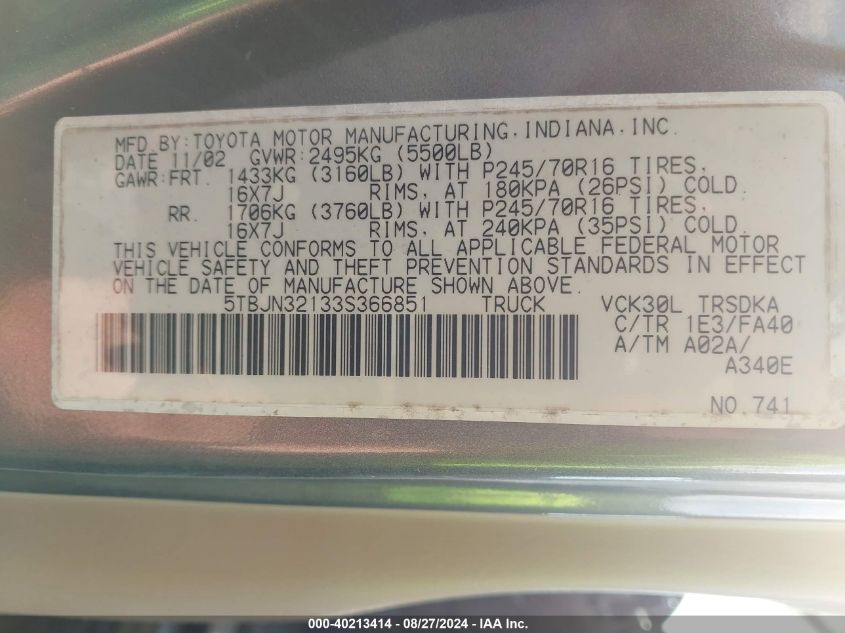 MFD.BY:TOYOTA MOTOR MANUFACTURING.INDIANA.INC.
DATE 11/02 GVWR:2495KG (5500LB)
GAWR:FRT. 1433KG (3160LB) WITH P245/70R16 TIRES,
16X7J RIMS, AT 180KPA (26PSI) COLD.
RR. 1706KG (3760LB) WITH P245/70R16 TIRES,
16X7J RIMS, AT 240KPA (35PSI) COLD.
THIS VEHICLE CONFORMS TO ALL APPLICABLE FEDERAL MOTOR
VEHICLE SAFETY AND THEFT PREVENTION STANDARDS IN EFFECT
ON THE DATE OF MANUFACTURE SHOWN ABOVE.
5TBJN32133S366851 TRUCK VCK30L TRSDKA
C/TR 1E3/FA40
A/TM A02A/
A340E
NO.741
000-40213414 - 08/27/2024 - IAA Inc.